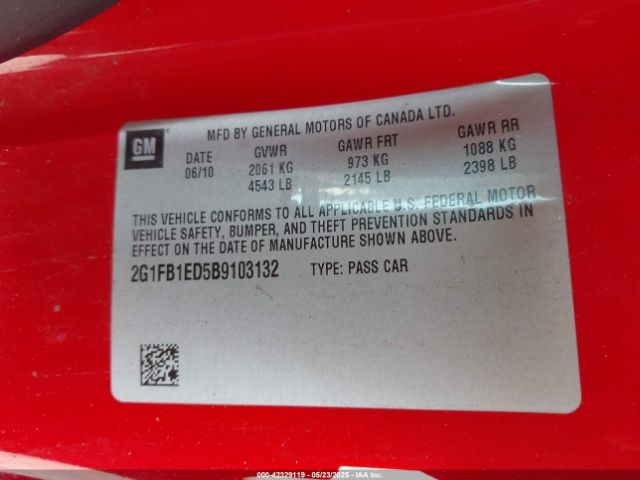 MFD BY GENERAL MOTORS OF CANADA LTD.
GM
DATE GVWR GAWR FRT GAWR RR
06/10 2061 KG 973 KG 1088 KG
4543 LB 2145 LB 2398 LB
THIS VEHICLE CONFORMS TO ALL APPLICABLE U.S. FEDERAL MOTOR
VEHICLE SAFETY, BUMPER, AND THEFT PREVENTION STANDARDS IN
EFFECT ON THE DATE OF MANUFACTURE SHOWN ABOVE.
2G1FB1ED5B9103132 TYPE: PASS CAR
00-42329119 - 05/23/2025 - IAA Inc.